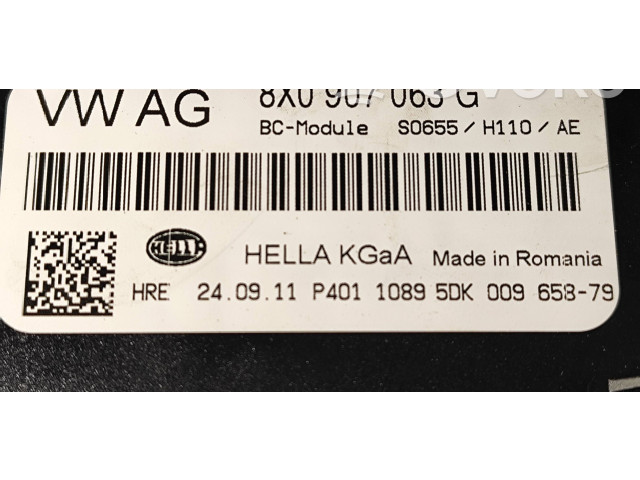 VW AG 8X0 907 063 G
BC-Module S0655/H110/AE
HELLA HELLA KGaA Made in Romania
HRE 24.09.11 P401 1089 5DK 009 658-79